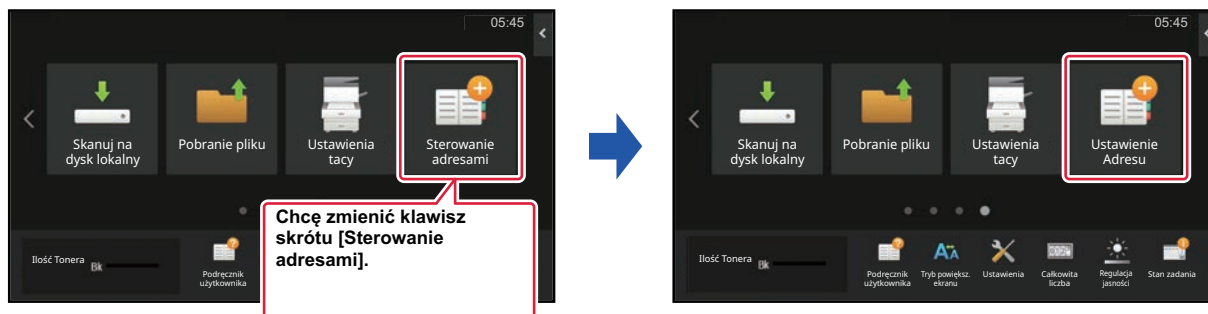 05:45
Skanuj na
dysk lokalny
Pobranie pliku
Ustawienia
tacy
Sterowanie
adresami
Chcę zmienić klawisz
skrótu [Sterowanie
adresami].
Ilość Tonera
Bk
Podręcznik
użytkownika
05:45
Skanuj na
dysk lokalny
Pobranie pliku
Ustawienia
tacy
Ustawienie
Adresu
Ilość Tonera
Bk
Podręcznik
użytkownika
Tryb powiększ.
ekranu
Ustawienia
Całkowita
liczba
Regulacja
jasności
Stan zadania